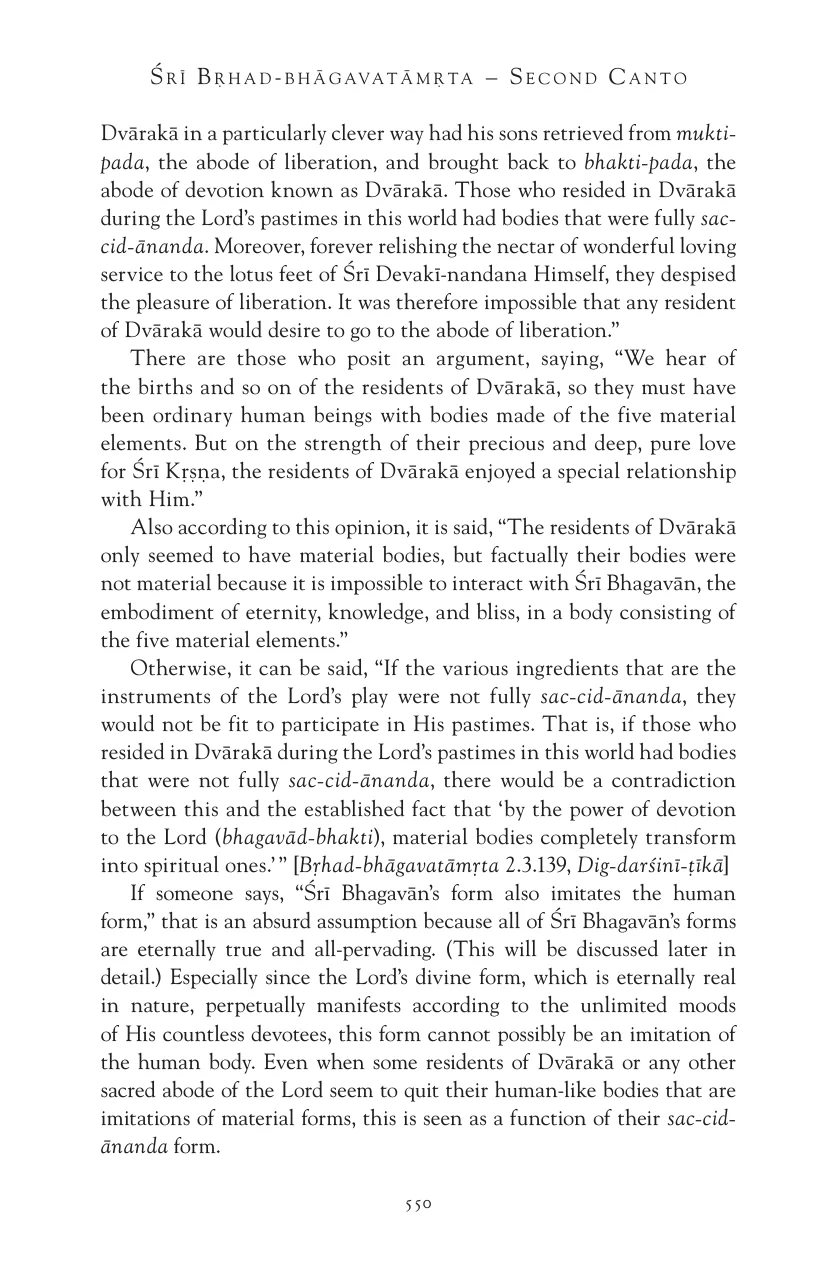 Śrī Bṛhad-bhāgavatāmṛta – Second Canto
Dvārakā in a particularly clever way had his sons retrieved from mukti-
pada, the abode of liberation, and brought back to bhakti-pada, the
abode of devotion known as Dvārakā. Those who resided in Dvārakā
during the Lord’s pastimes in this world had bodies that were fully sac-
cid-ānanda. Moreover, forever relishing the nectar of wonderful loving
service to the lotus feet of Śrī Devakī-nandana Himself, they despised
the pleasure of liberation. It was therefore impossible that any resident
of Dvārakā would desire to go to the abode of liberation.”
There are those who posit an argument, saying, “We hear of
the births and so on of the residents of Dvārakā, so they must have
been ordinary human beings with bodies made of the five material
elements. But on the strength of their precious and deep, pure love
for Śrī Kṛṣṇa, the residents of Dvārakā enjoyed a special relationship
with Him.”
Also according to this opinion, it is said, “The residents of Dvārakā
only seemed to have material bodies, but factually their bodies were
not material because it is impossible to interact with Śrī Bhagavān, the
embodiment of eternity, knowledge, and bliss, in a body consisting of
the five material elements.”
Otherwise, it can be said, “If the various ingredients that are the
instruments of the Lord’s play were not fully sac-cid-ānanda, they
would not be fit to participate in His pastimes. That is, if those who
resided in Dvārakā during the Lord’s pastimes in this world had bodies
that were not fully sac-cid-ānanda, there would be a contradiction
between this and the established fact that ‘by the power of devotion
to the Lord (bhagavād-bhakti), material bodies completely transform
into spiritual ones.’ ” [Bṛhad-bhāgavatāmṛta 2.3.139, Dig-darśinī-ṭīkā]
If someone says, “Śrī Bhagavān’s form also imitates the human
form,” that is an absurd assumption because all of Śrī Bhagavān’s forms
are eternally true and all-pervading. (This will be discussed later in
detail.) Especially since the Lord’s divine form, which is eternally real
in nature, perpetually manifests according to the unlimited moods
of His countless devotees, this form cannot possibly be an imitation of
the human body. Even when some residents of Dvārakā or any other
sacred abode of the Lord seem to quit their human-like bodies that are
imitations of material forms, this is seen as a function of their sac-cid-
ānanda form.
550